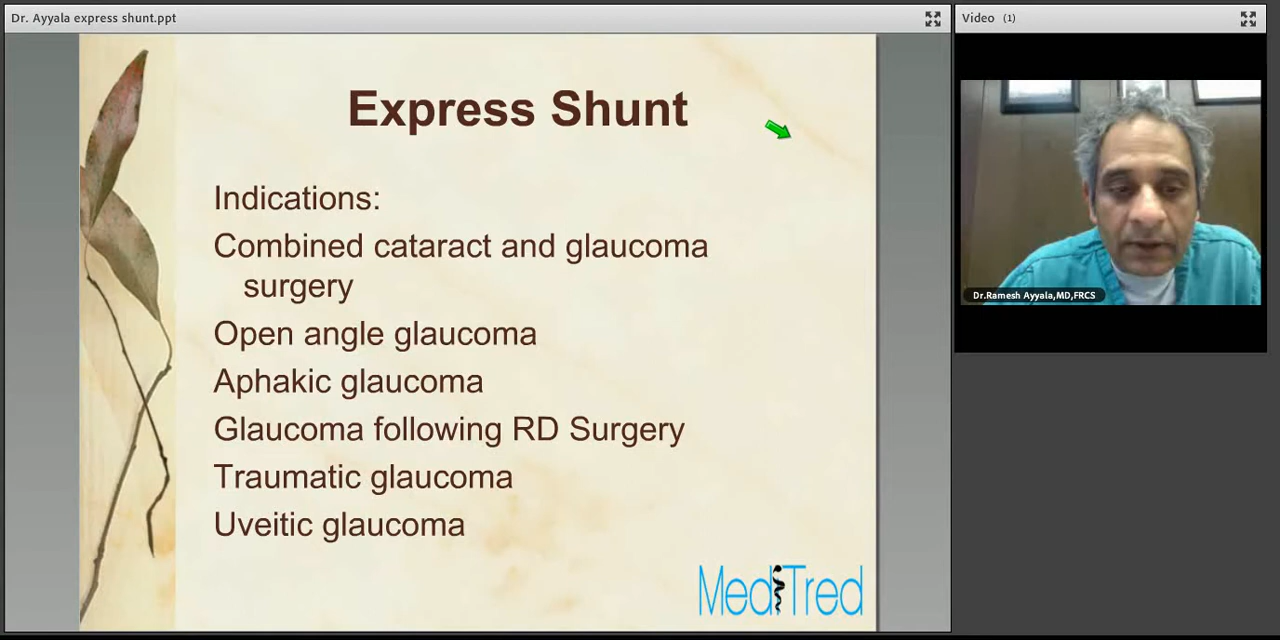 Dr. Ayyala express shunt.ppt
Video (1)
Express Shunt
Indications:
Combined cataract and glaucoma
surgery
Open angle glaucoma
Aphakic glaucoma
Glaucoma following RD Surgery
Traumatic glaucoma
Uveitic glaucoma
MediTred
Dr.Ramesh Ayyala,MD,FRCS